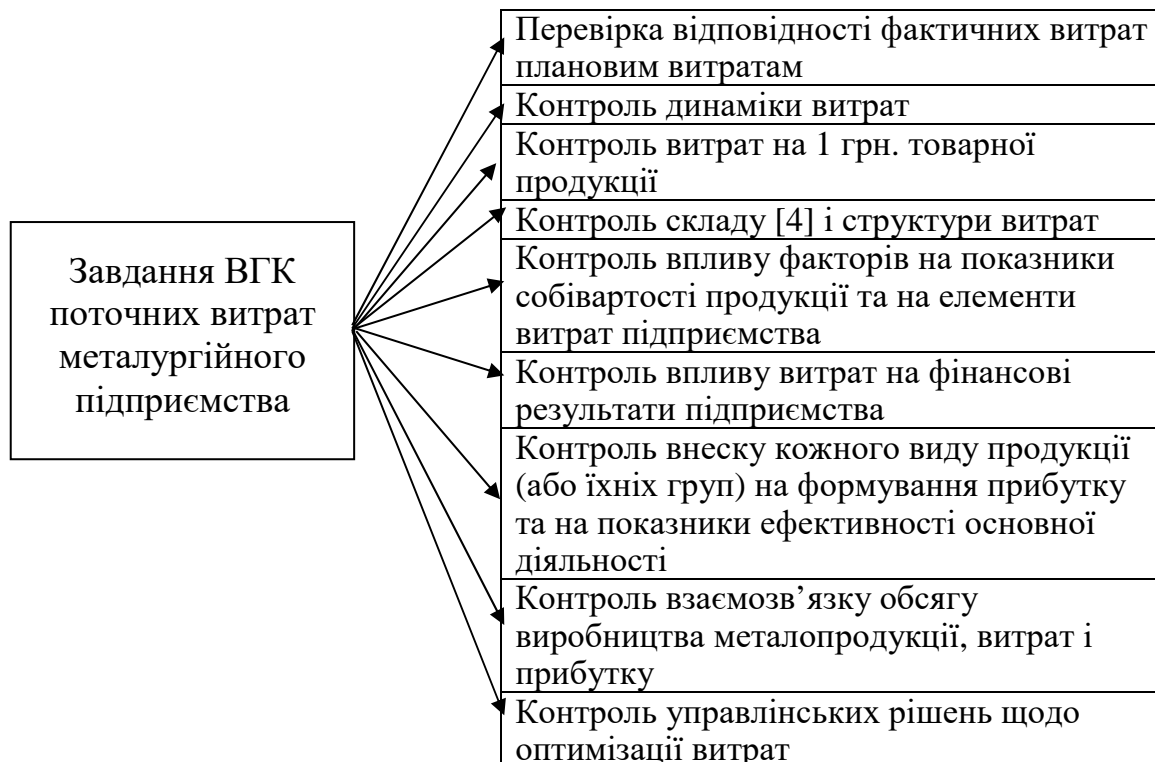 Завдання ВГК
поточних витрат
металургійного
підприємства
Перевірка відповідності фактичних витрат
плановим витратам
Контроль динаміки витрат
Контроль витрат на 1 грн. товарної
продукції
Контроль складу [4] і структури витрат
Контроль впливу факторів на показники
собівартості продукції та на елементи
витрат підприємства
Контроль впливу витрат на фінансові
результати підприємства
Контроль внеску кожного виду продукції
(або їхніх груп) на формування прибутку
та на показники ефективності основної
діяльності
Контроль взаємозв’язку обсягу
виробництва металопродукції, витрат і
прибутку
Контроль управлінських рішень щодо
оптимізації витрат